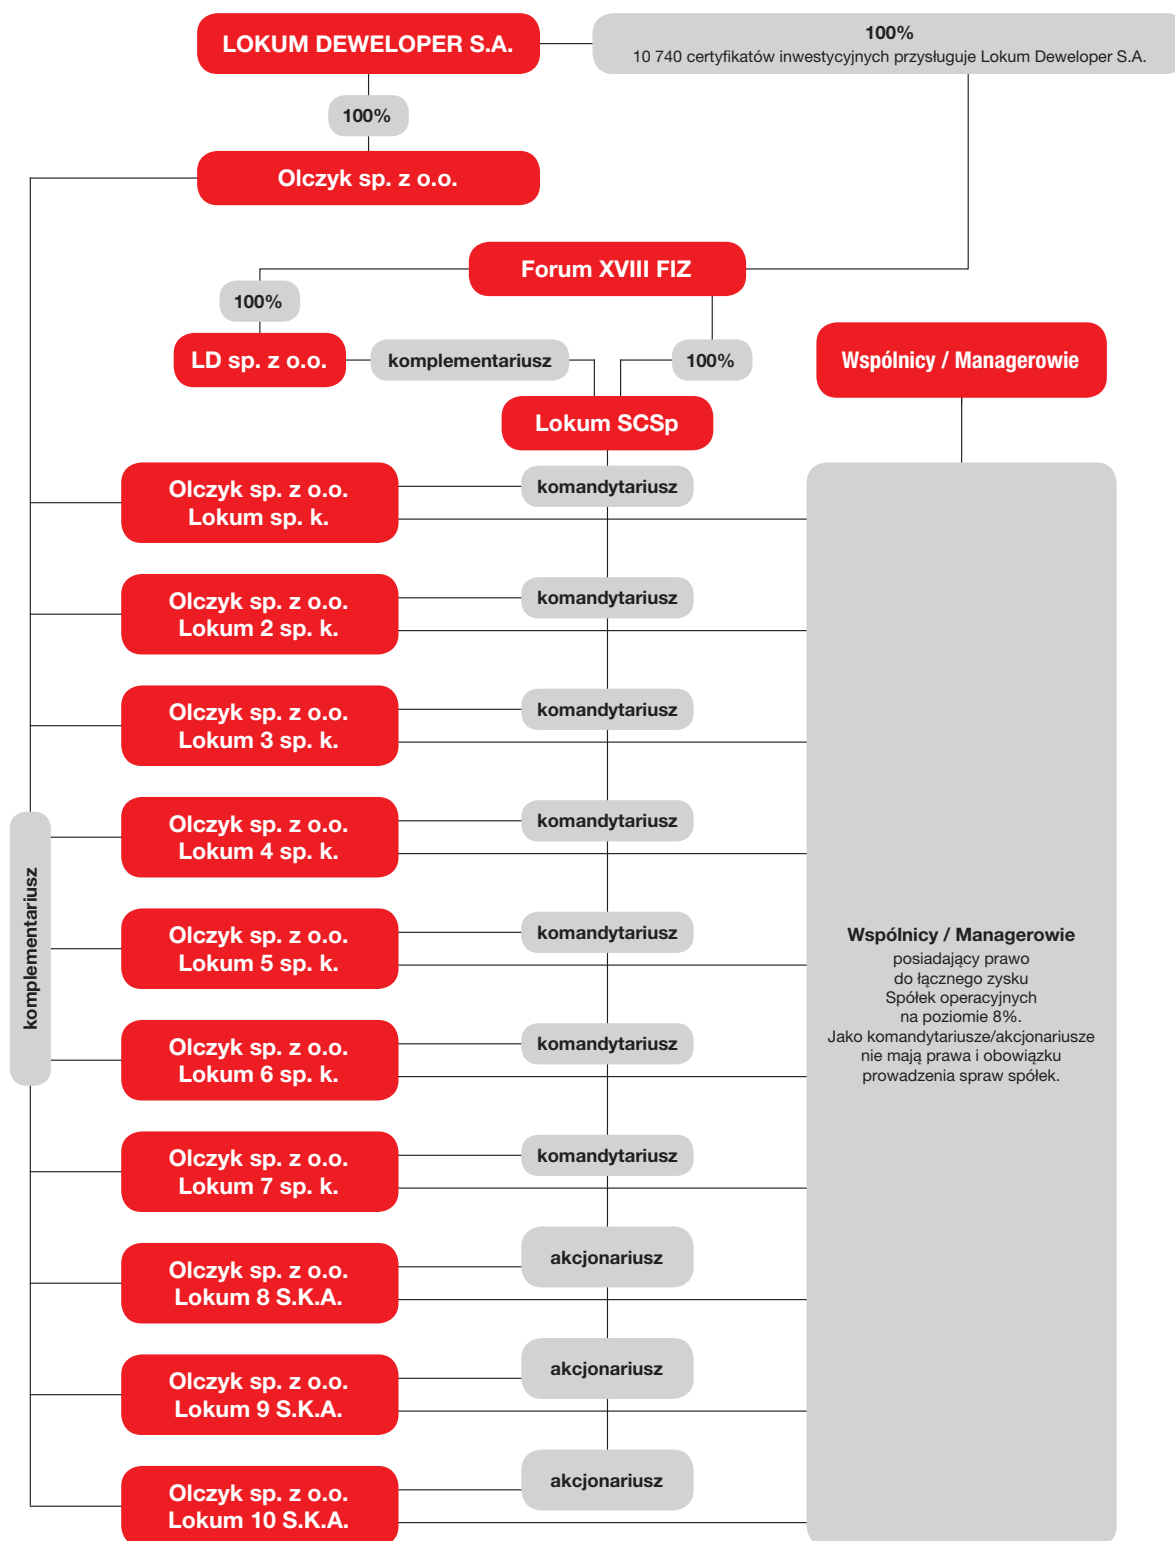 LOKUM DEWELOPER S.A.
100%
10 740 certyfikatów inwestycyjnych przysługuje Lokum Deweloper S.A.
100%
Olczyk sp. z o.o.
Forum XVIII FIZ
100%
LD sp. z o.o.
komplementariusz
100%
Wspólnicy / Managerowie
Lokum SCSp
Olczyk sp. z o.o.
Lokum sp. k.
komandytariusz
Olczyk sp. z o.o.
Lokum 2 sp. k.
komandytariusz
Olczyk sp. z o.o.
Lokum 3 sp. k.
komandytariusz
Olczyk sp. z o.o.
Lokum 4 sp. k.
komandytariusz
Olczyk sp. z o.o.
Lokum 5 sp. k.
komandytariusz
Olczyk sp. z o.o.
Lokum 6 sp. k.
komandytariusz
Olczyk sp. z o.o.
Lokum 7 sp. k.
komandytariusz
Olczyk sp. z o.o.
Lokum 8 S.K.A.
akcjonariusz
Olczyk sp. z o.o.
Lokum 9 S.K.A.
akcjonariusz
Olczyk sp. z o.o.
Lokum 10 S.K.A.
akcjonariusz
komplementariusz
Wspólnicy / Managerowie
posiadający prawo
do łącznego zysku
Spółek operacyjnych
na poziomie 8%.
Jako komandytariusze/akcjonariusze
nie mają prawa i obowiązku
prowadzenia spraw spółek.